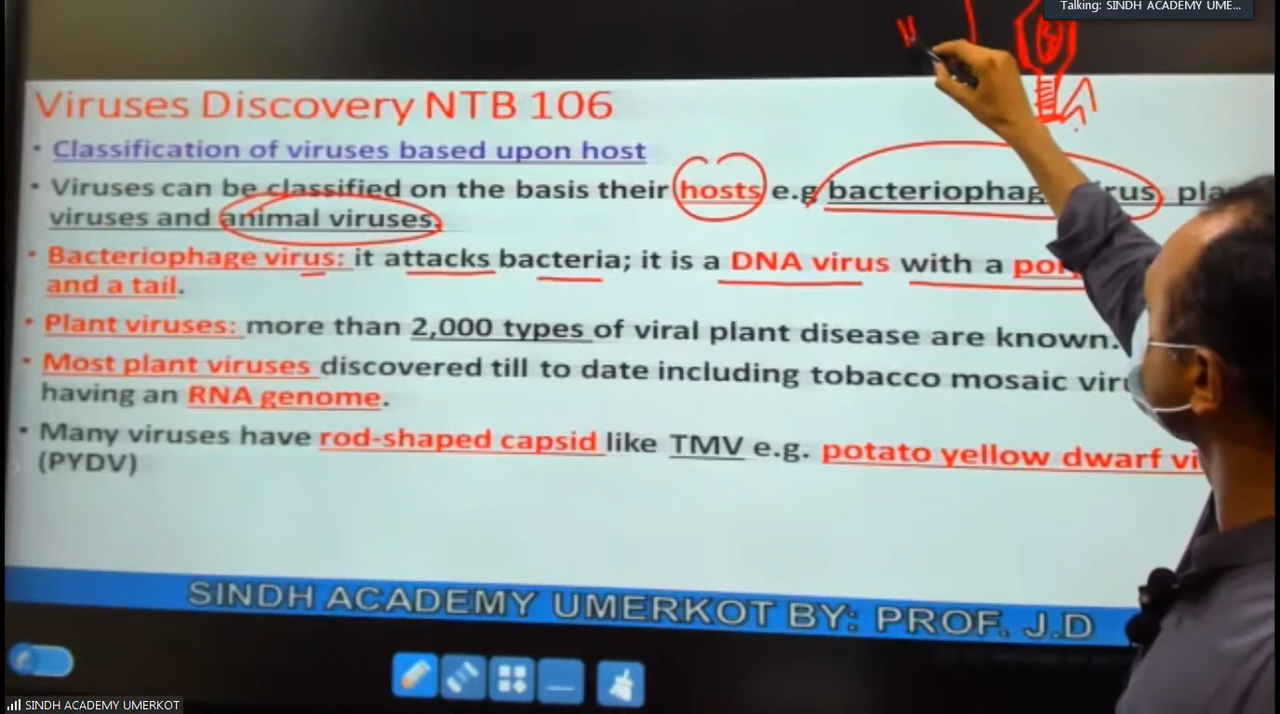 Talking: SINDH ACADEMY UME...
Viruses Discovery NTB 106
• Classification of viruses based upon host
• Viruses can be classified on the basis their hosts e.g bacteriophag
viruses and animal viruses.
• Bacteriophage virus: it attacks bacteria; it is a DNA virus with a
and a tail.
• Plant viruses: more than 2,000 types of viral plant disease are known.
• Most plant viruses discovered till to date including tobacco mosaic
having an RNA genome.
• Many viruses have rod-shaped capsid like TMV e.g. potato yellow dwarf
(PYDV)
SINDH ACADEMY UMERKOT BY: PROF. J.D
SINDH ACADEMY UMERKOT